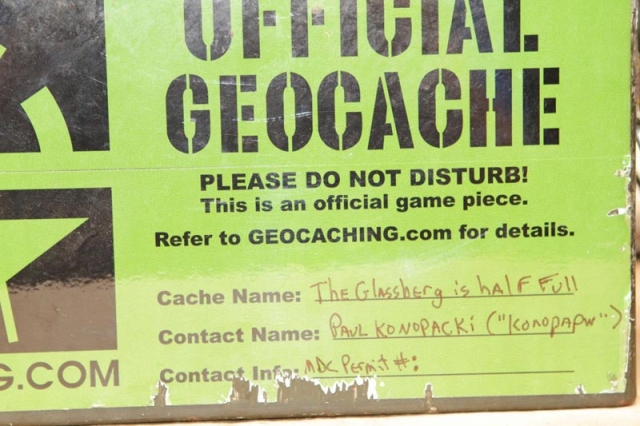 OFFICIAL
GEOCACHE
PLEASE DO NOT DISTURB!
This is an official game piece.
Refer to GEOCACHING.com for details.
Cache Name: The Glassberg is hAlF Full
Contact Name: PAUL KONOPACKi ("konopapw")
Contact Info: MDC Permit #:
G.COM